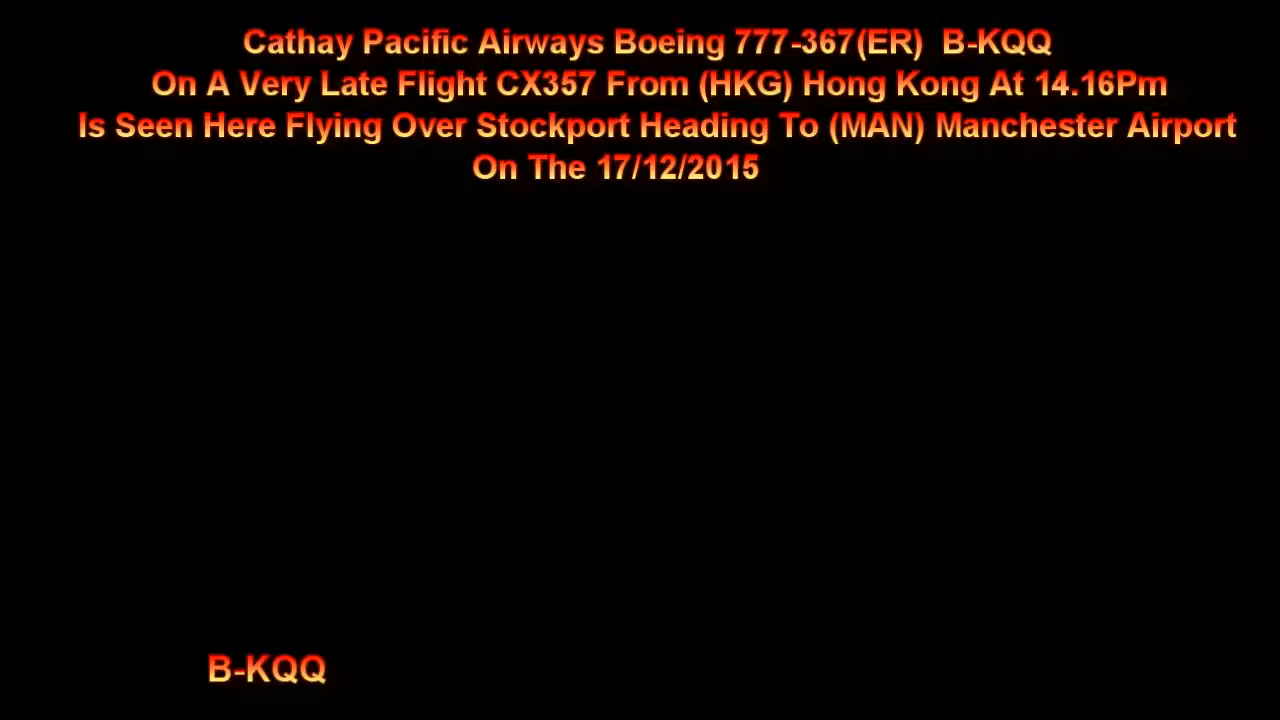 Cathay Pacific Airways Boeing 777-367(ER) B-KQQ
On A Very Late Flight CX357 From (HKG) Hong Kong At 14.16Pm
Is Seen Here Flying Over Stockport Heading To (MAN) Manchester Airport
On The 17/12/2015
B-KQQ